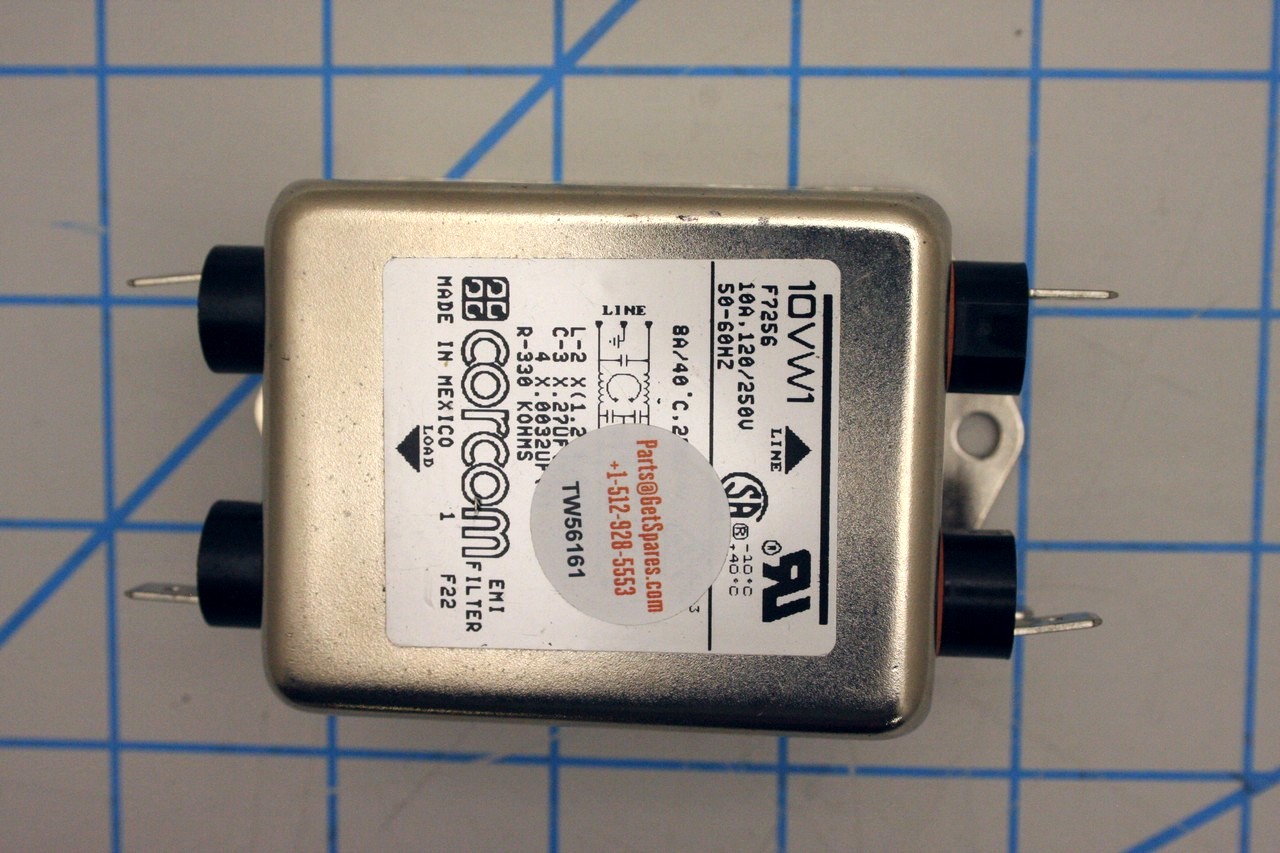 10VW1
F7256
10A,120/250V
50-60HZ
LINE
-10°C
+40°C
8A/40°C,
LINE
L-2 X(1.2
C-3 X.27UF
4 X.0032UF
R-330 KOHMS
Parts@GetSpares.com
+1-512-928-5553
TW56161
corcom
EMI
FILTER
MADE IN MEXICO
1
F22
LOAD